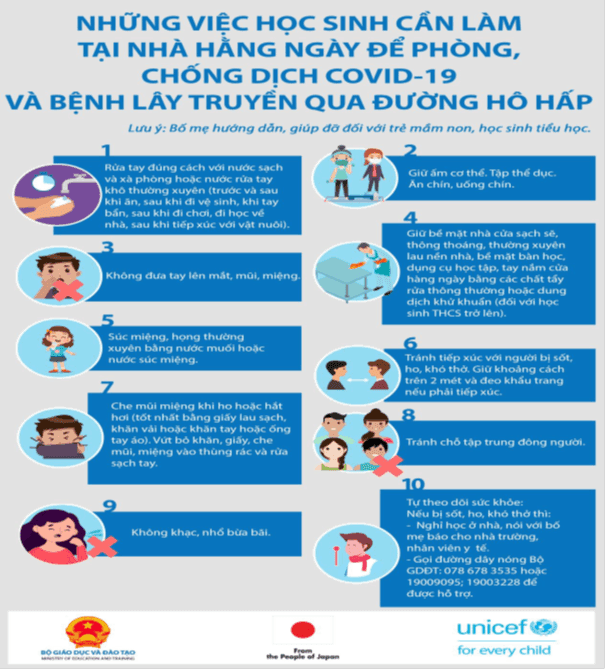 NHỮNG VIỆC HỌC SINH CẦN LÀM
TẠI NHÀ HẰNG NGÀY ĐỂ PHÒNG,
CHỐNG DỊCH COVID-19
VÀ BỆNH LÂY TRUYỀN QUA ĐƯỜNG HÔ HẤP
Lưu ý: Bố mẹ hướng dẫn, giúp đỡ đối với trẻ mầm non, học sinh tiểu học.
1
Rửa tay đúng cách với nước sạch
và xà phòng hoặc nước rửa tay
khô thường xuyên (trước và sau
khi ăn, sau khi đi vệ sinh, khi tay
bẩn, sau khi đi chơi, đi học về
nhà, sau khi tiếp xúc với vật nuôi).
2
Giữ ấm cơ thể. Tập thể dục.
Ăn chín, uống chín.
3
Không đưa tay lên mắt, mũi, miệng.
4
Giữ bề mặt nhà cửa sạch sẽ,
thông thoáng, thường xuyên
lau nền nhà, bề mặt bàn học,
dụng cụ học tập, tay nắm cửa
hàng ngày bằng các chất tẩy
rửa thông thường hoặc dung
dịch khử khuẩn (đối với học
sinh THCS trở lên).
5
Súc miệng, họng thường
xuyên bằng nước muối hoặc
nước súc miệng.
6
Tránh tiếp xúc với người bị sốt,
ho, khó thở. Giữ khoảng cách
trên 2 mét và đeo khẩu trang
nếu phải tiếp xúc.
7
Che mũi miệng khi ho hoặc hắt
hơi (tốt nhất bằng giấy lau sạch,
khăn vải hoặc khăn tay hoặc ống
tay áo). Vứt bỏ khăn, giấy, che
mũi, miệng vào thùng rác và rửa
sạch tay.
8
Tránh chỗ tập trung đông người.
9
Không khạc, nhổ bừa bãi.
10
Tự theo dõi sức khỏe:
Nếu bị sốt, ho, khó thở thì:
- Nghỉ học ở nhà, nói với bố
mẹ báo cho nhà trường,
nhân viên y tế.
- Gọi đường dây nóng Bộ
GDĐT: 078 678 3535 hoặc
19009095; 19003228 để
được hỗ trợ.
BỘ GIÁO DỤC VÀ ĐÀO TẠO
MINISTRY OF EDUCATION AND TRAINING
From
the People of Japan
unicef
for every child